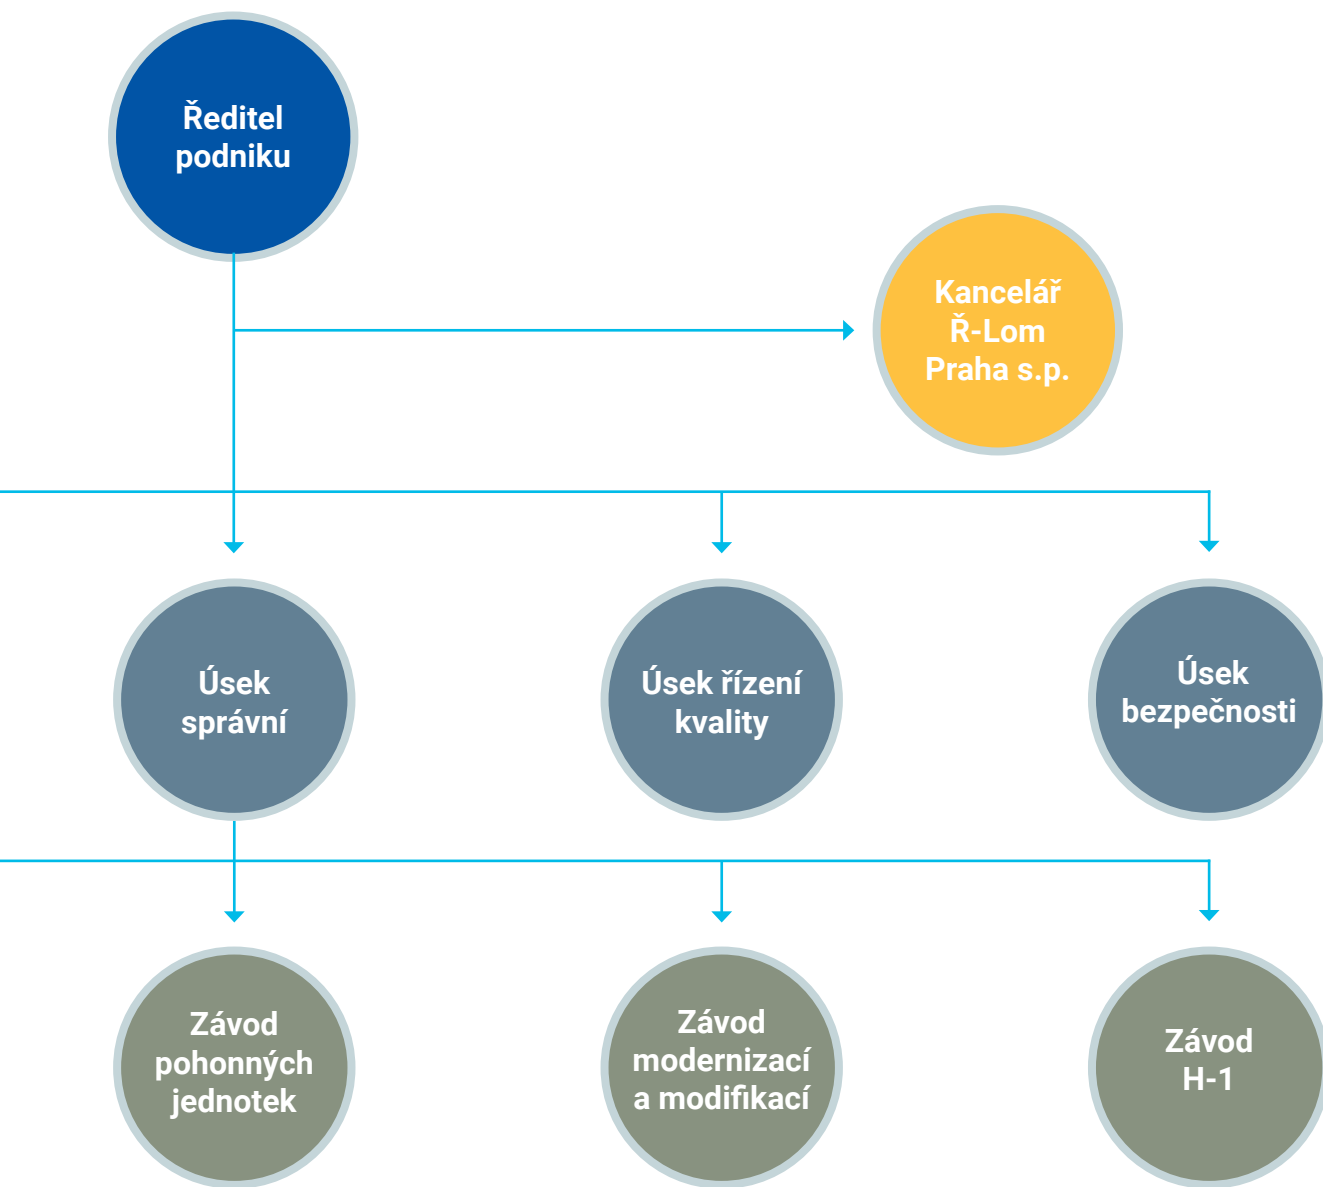 Ředitel
podniku
Kancelář
Ř-Lom
Praha s.p.
Úsek
správní
Úsek řízení
kvality
Úsek
bezpečnosti
Závod
pohonných
jednotek
Závod
modernizací
a modifikací
Závod
H-1